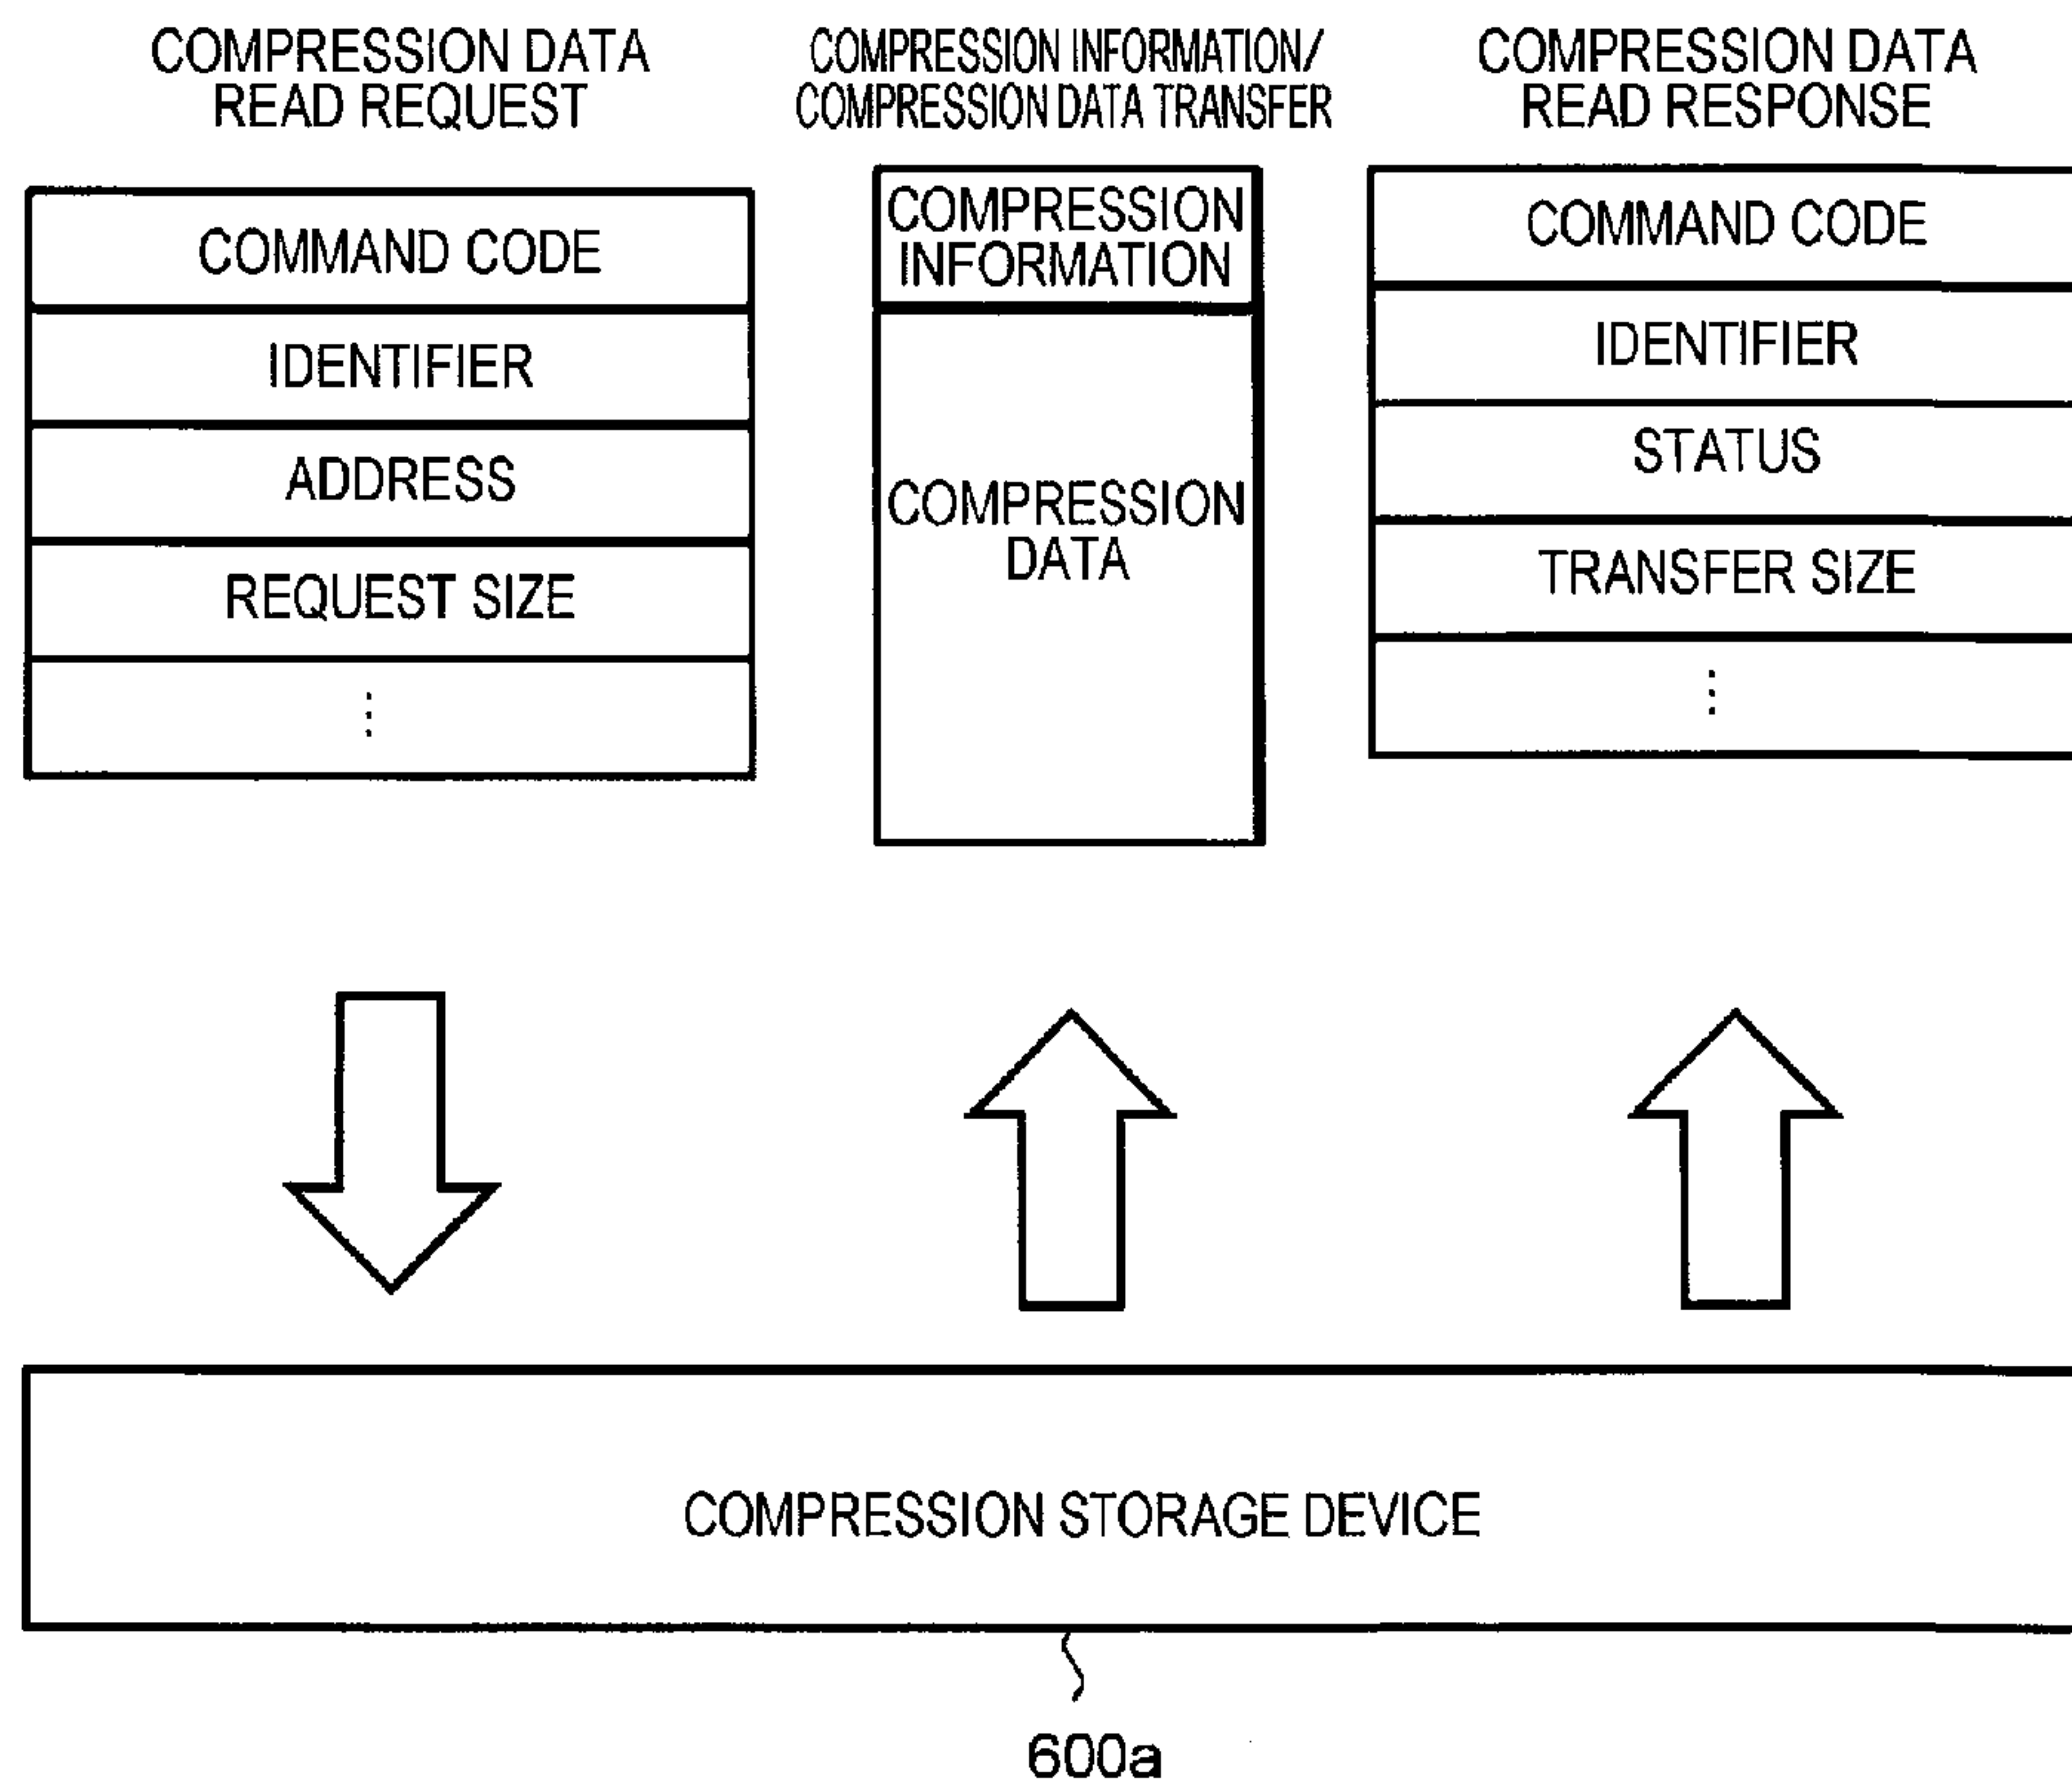 COMPRESSION DATA
READ REQUEST
COMMAND CODE
IDENTIFIER
ADDRESS
REQUEST SIZE
⋮
COMPRESSION INFORMATION/
COMPRESSION DATA TRANSFER
COMPRESSION
INFORMATION
COMPRESSION
DATA
COMPRESSION DATA
READ RESPONSE
COMMAND CODE
IDENTIFIER
STATUS
TRANSFER SIZE
⋮
COMPRESSION STORAGE DEVICE
600a